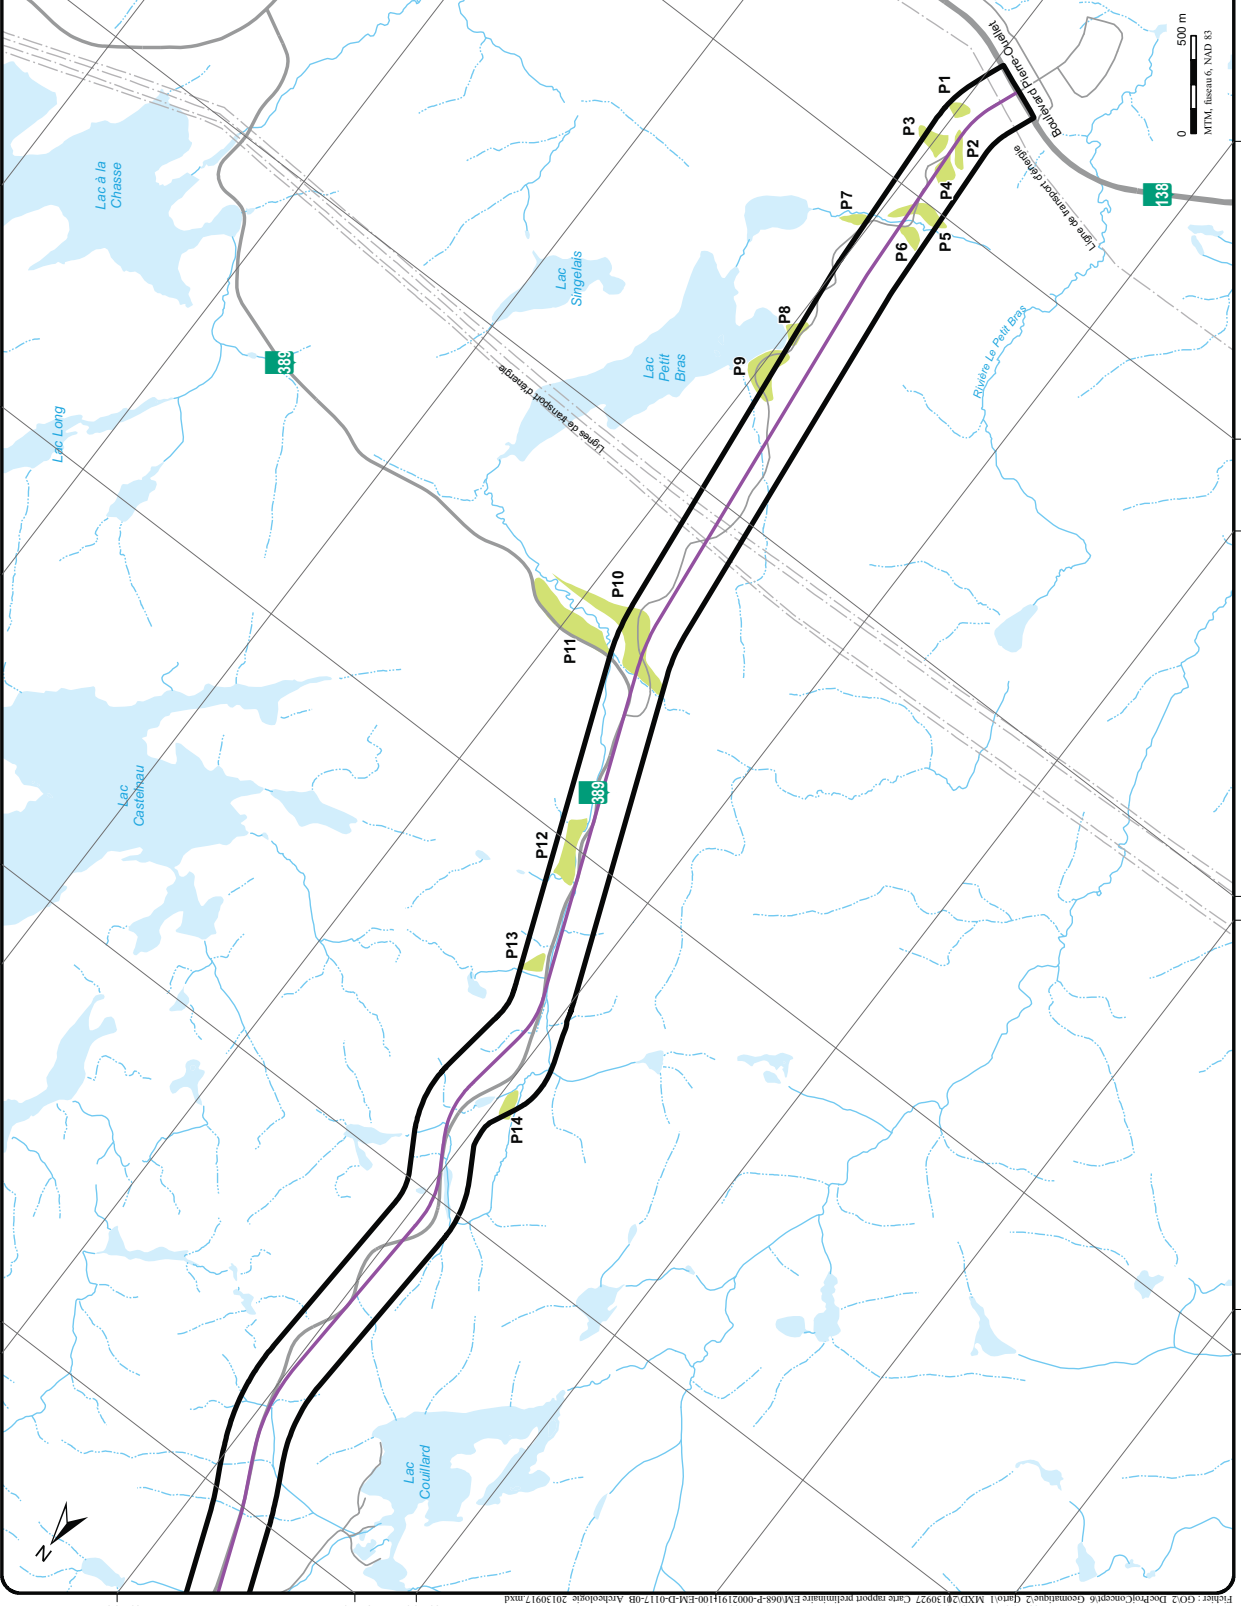 Lac à la
Chasse
Lac Long
389
Lac
Singelais
Lac
Petit
Bras
Lignes de transport d'énergie
Boulevard Pierre-Ouellet
0
500 m
MTM, fuseau 6, NAD 83
138
Ligne de transport d'énergie
Rivière Le Petit Bras
P1
P2
P3
P4
P5
P6
P7
P8
P9
P10
P11
Lac
Castelnau
389
P12
P13
P14
Lac
Couillard
N